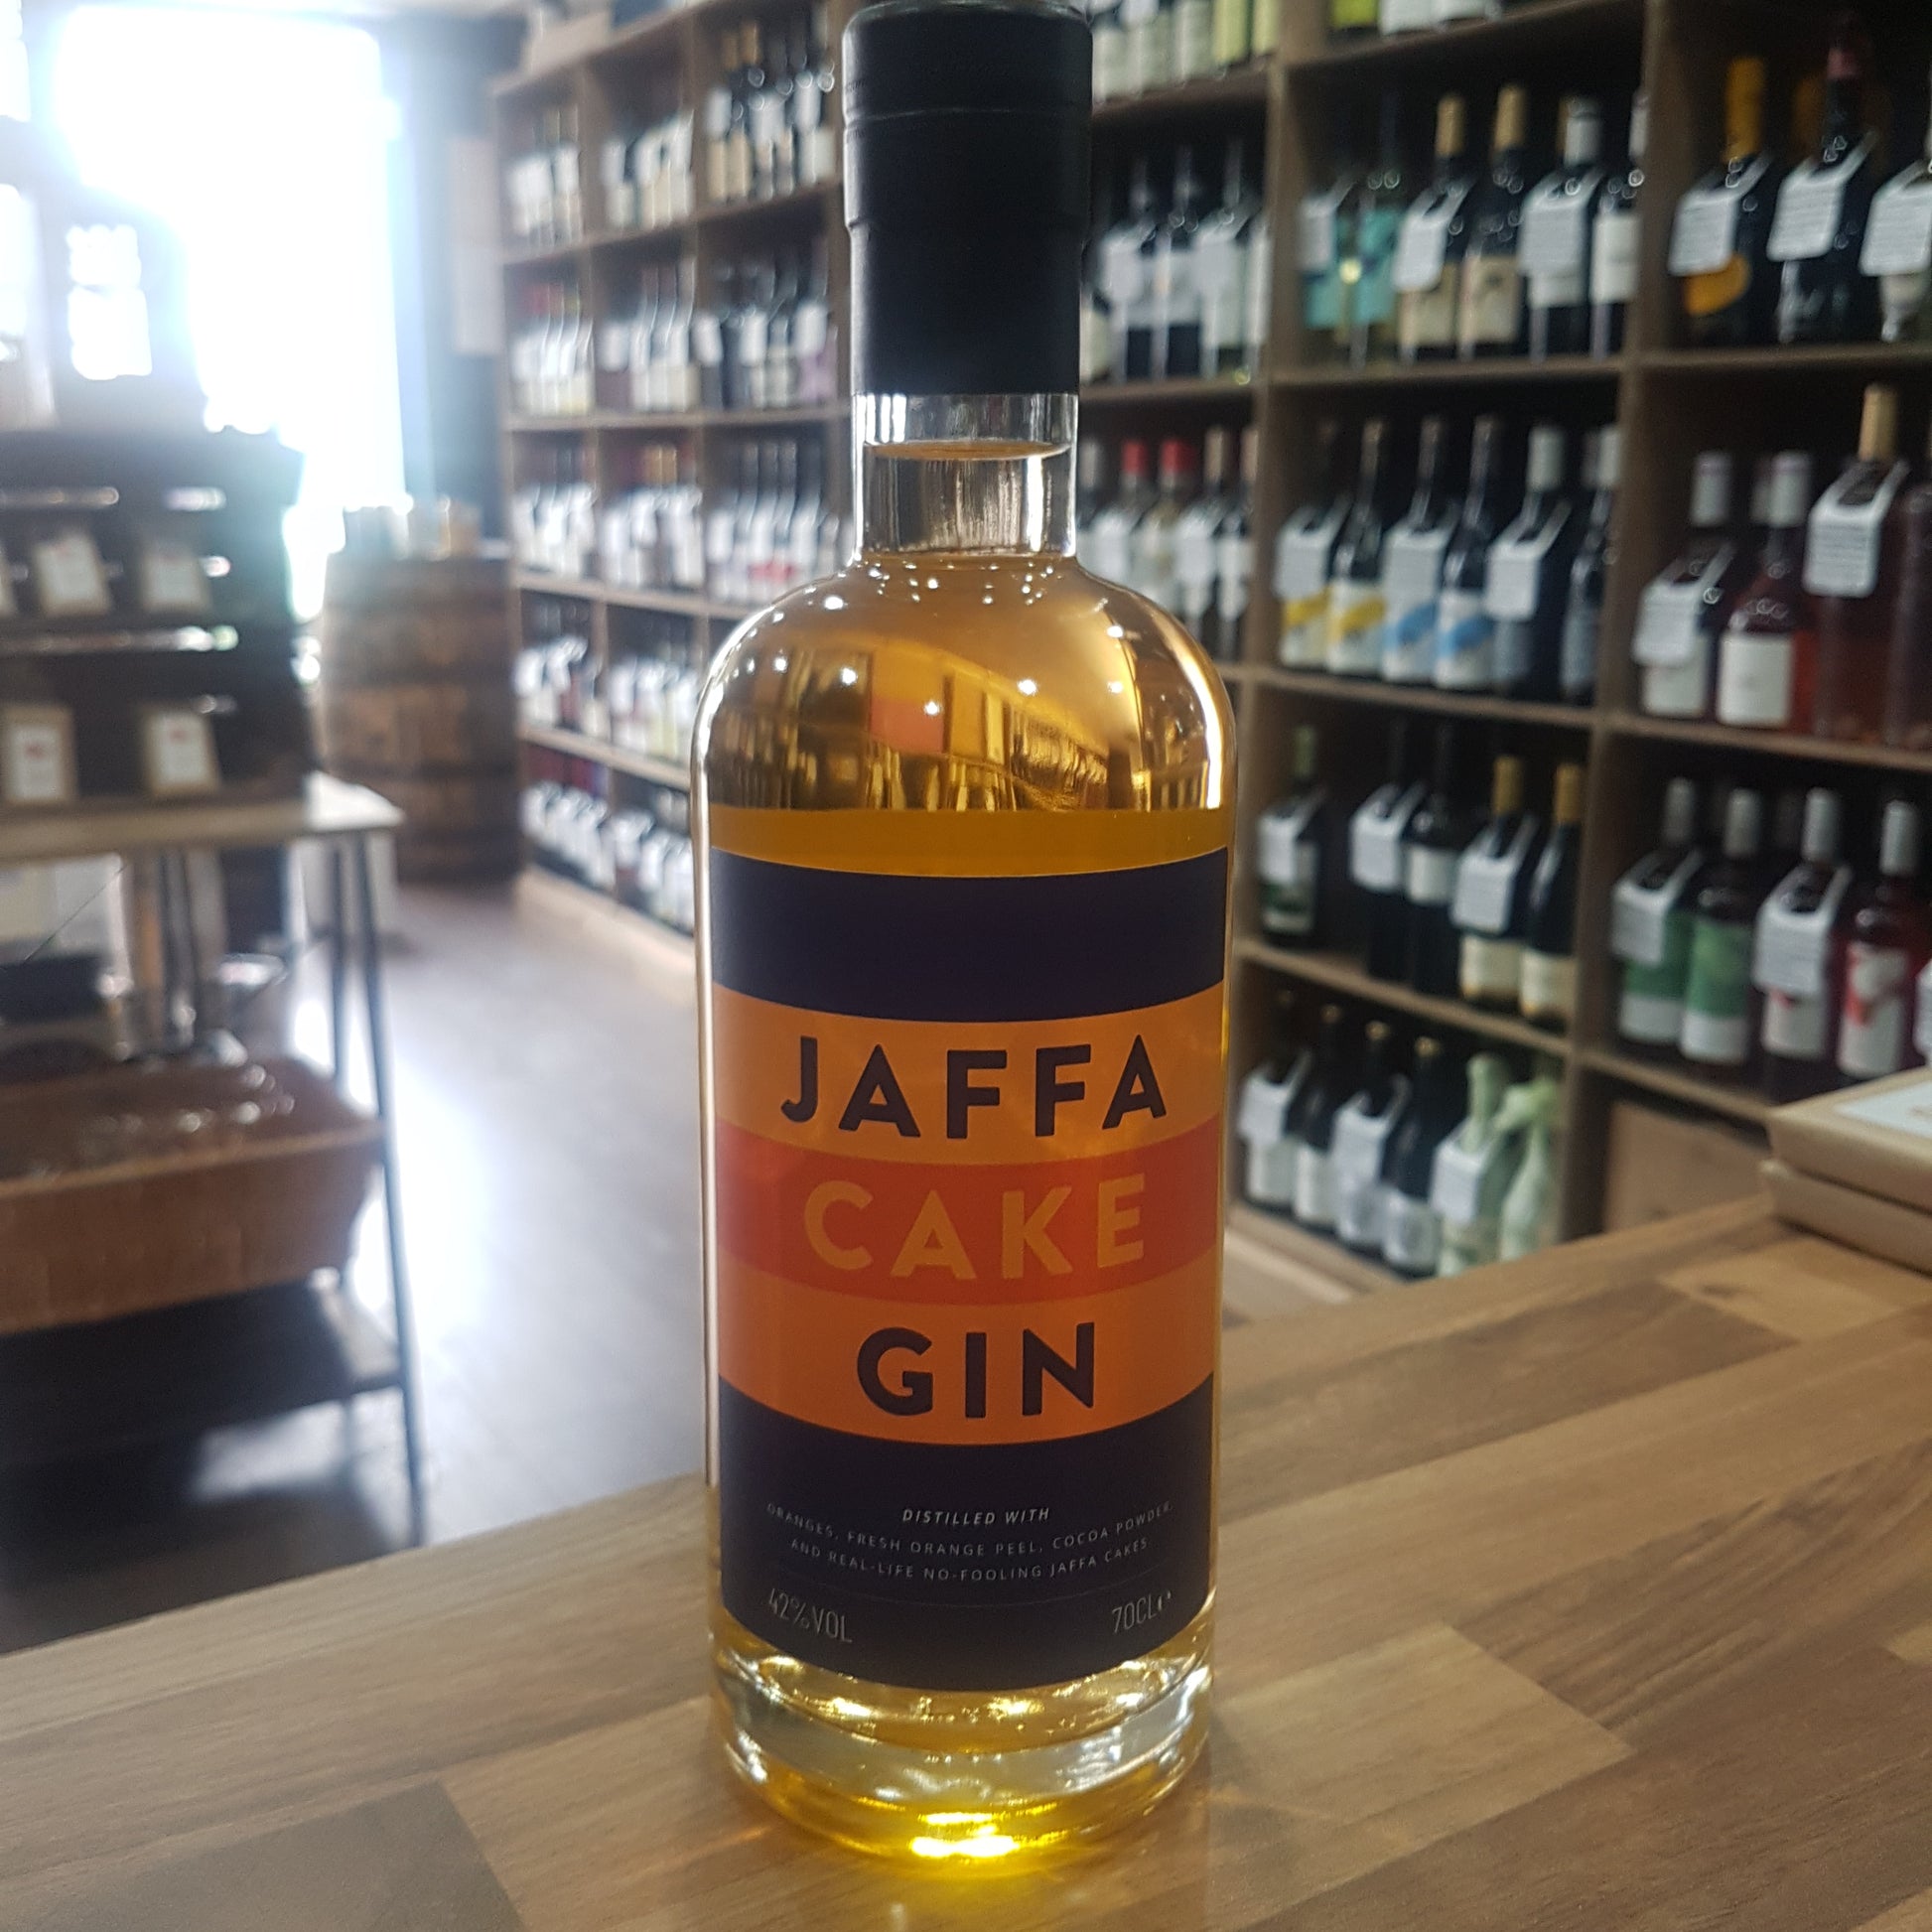 JAFFA
CAKE
GIN
DISTILLED WITH
ORANGES, FRESH ORANGE PEEL, COCOA POWDER,
AND REAL-LIFE NO-FOOLING JAFFA CAKES
42%VOL
70CL℮